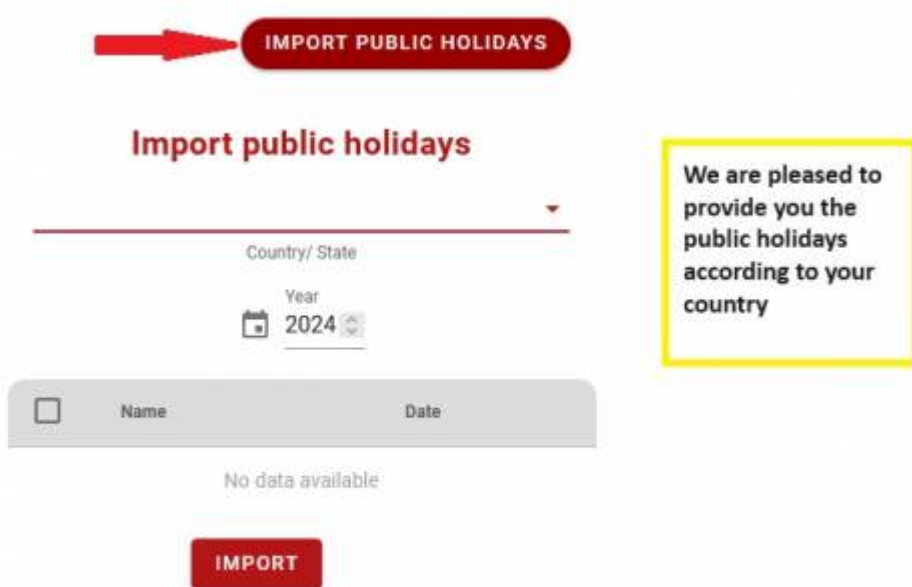 IMPORT PUBLIC HOLIDAYS
Import public holidays
Country/ State
Year
2024
Name Date
No data available
IMPORT
We are pleased to
provide you the
public holidays
according to your
country